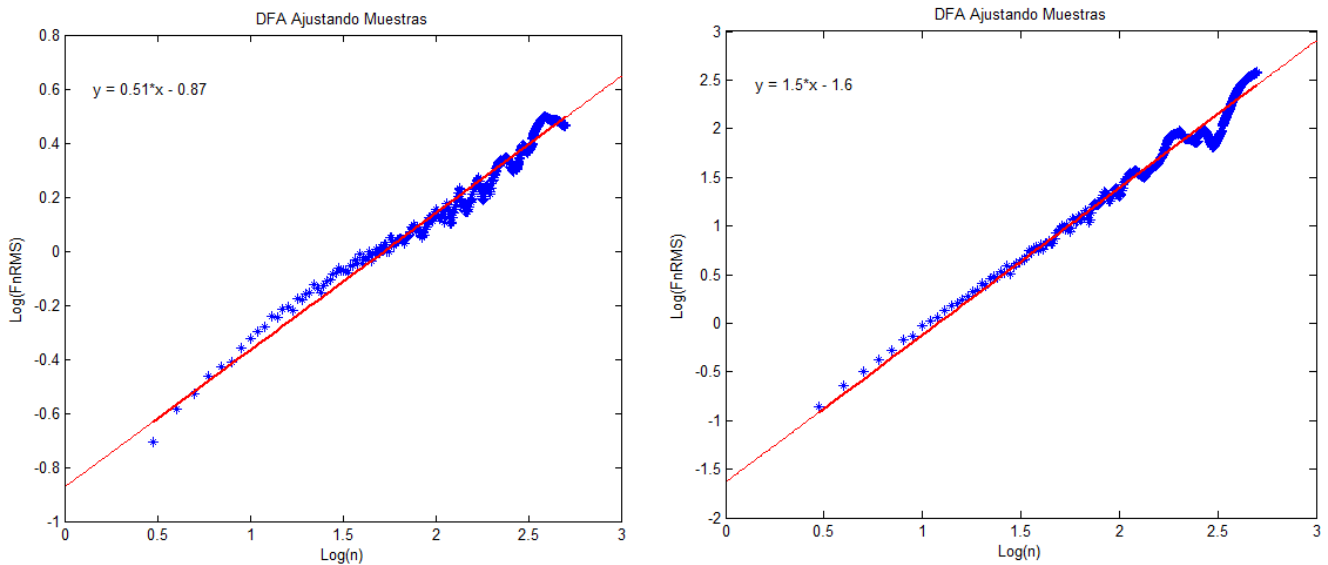 DFA Ajustando Muestras
y = 0.51*x - 0.87
Log(FnRMS)
0.8
0.6
0.4
0.2
0
-0.2
-0.4
-0.6
-0.8
-1
0 0.5 1 1.5 2 2.5 3
Log(n)
DFA Ajustando Muestras
y = 1.5*x - 1.6
Log(FnRMS)
3
2.5
2
1.5
1
0.5
0
-0.5
-1
-1.5
-2
0 0.5 1 1.5 2 2.5 3
Log(n)